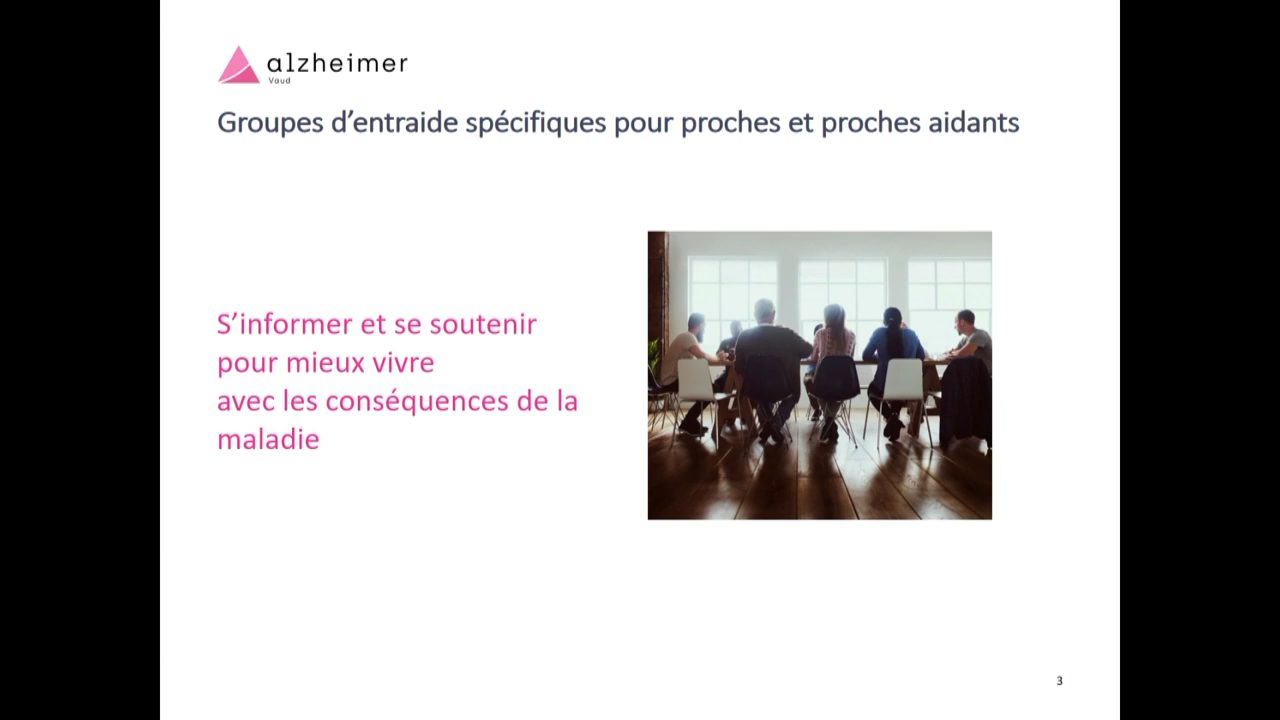 alzheimer
Vaud
Groupes d’entraide spécifiques pour proches et proches aidants
S’informer et se soutenir
pour mieux vivre
avec les conséquences de la
maladie
3